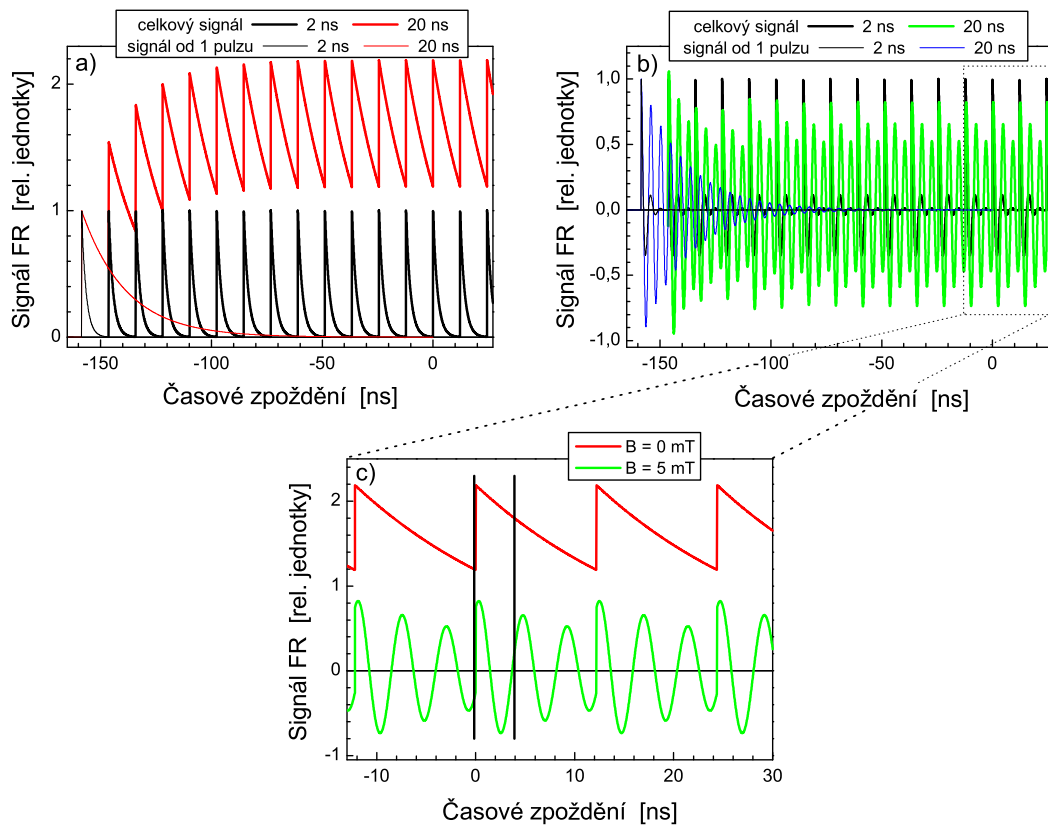 celkový signál 2 ns 20 ns
signál od 1 pulzu 2 ns 20 ns
a)
2
1
0
Signál FR [rel. jednotky]
-150 -100 -50 0
Časové zpoždění [ns]
celkový signál 2 ns 20 ns
signál od 1 pulzu 2 ns 20 ns
b)
1,0
0,5
0,0
-0,5
-1,0
Signál FR [rel. jednotky]
-150 -100 -50 0
Časové zpoždění [ns]
B = 0 mT
B = 5 mT
c)
2
1
0
-1
Signál FR [rel. jednotky]
-10 0 10 20 30
Časové zpoždění [ns]